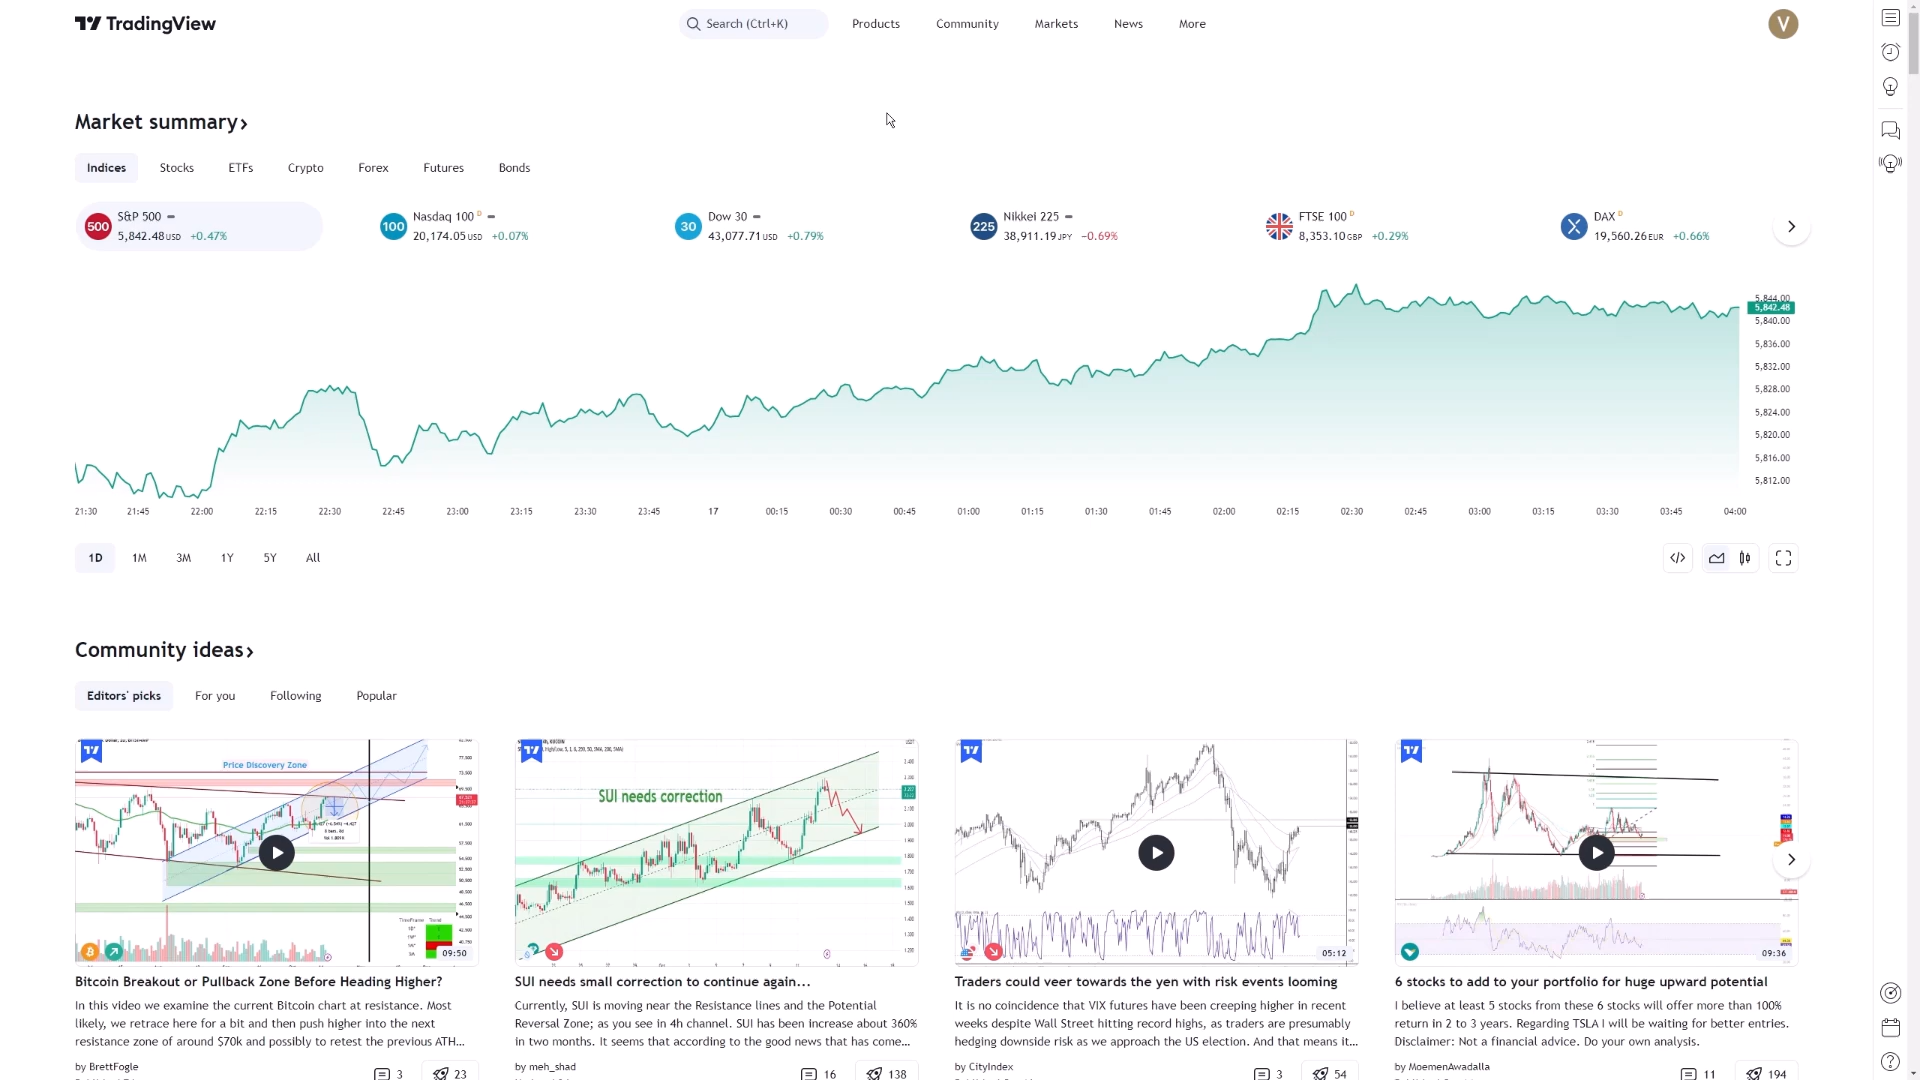 TradingView
Search (Ctrl+K)
Products
Community
Markets
News
More
V
Market summary ›
Indices
Stocks
ETFs
Crypto
Forex
Futures
Bonds
500
S&P 500
5,842.48 USD +0.47%
100
Nasdaq 100 D
20,174.05 USD +0.07%
30
Dow 30
43,077.71 USD +0.79%
225
Nikkei 225
38,911.19 JPY −0.69%
FTSE 100 D
8,353.10 GBP +0.29%
DAX D
19,560.26 EUR +0.66%
5,844.00
5,842.48
5,840.00
5,836.00
5,832.00
5,828.00
5,824.00
5,820.00
5,816.00
5,812.00
21:30 21:45 22:00 22:15 22:30 22:45 23:00 23:15 23:30 23:45 17 00:15 00:30 00:45 01:00 01:15 01:30 01:45 02:00 02:15 02:30 02:45 03:00 03:15 03:30 03:45 04:00
1D 1M 3M 1Y 5Y All
Community ideas ›
Editors' picks
For you
Following
Popular
Price Discovery Zone
TimeFrame Trend
09:50
SUI needs correction
05:12
09:36
Bitcoin Breakout or Pullback Zone Before Heading Higher?
In this video we examine the current Bitcoin chart at resistance. Most
likely, we retrace here for a bit and then push higher into the next
resistance zone of around $70k and possibly to retest the previous ATH...
by BrettFogle
3 23
SUI needs small correction to continue again...
Currently, SUI is moving near the Resistance lines and the Potential
Reversal Zone; as you see in 4h channel. SUI has been increase about 360%
in two months. It seems that according to the good news that has come...
by meh_shad
16 138
Traders could veer towards the yen with risk events looming
It is no coincidence that VIX futures have been creeping higher in recent
weeks despite Wall Street hitting record highs, as traders are presumably
hedging downside risk as we approach the US election. And that means it...
by CityIndex
3 54
6 stocks to add to your portfolio for huge upward potential
I believe at least 5 stocks from these 6 stocks will offer more than 100%
return in 2 to 3 years. Regarding TSLA I will be waiting for better entries.
Disclaimer: Not a financial advice. Do your own analysis.
by MoemenAwadalla
11 194